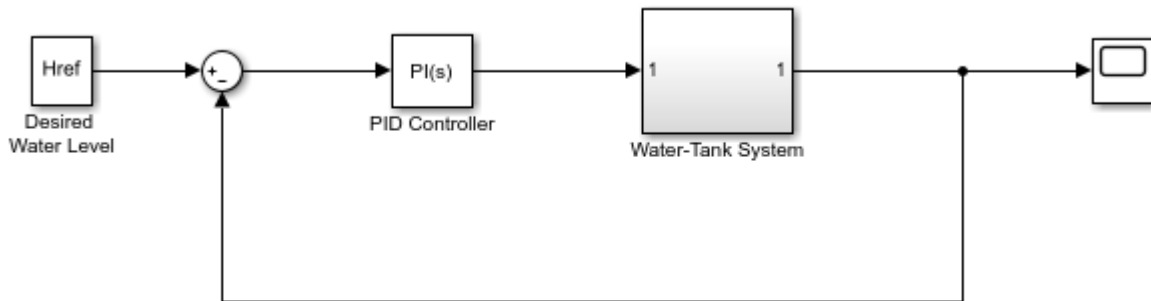 Href
Desired
Water Level
+
−
PI(s)
PID Controller
1
1
Water-Tank System